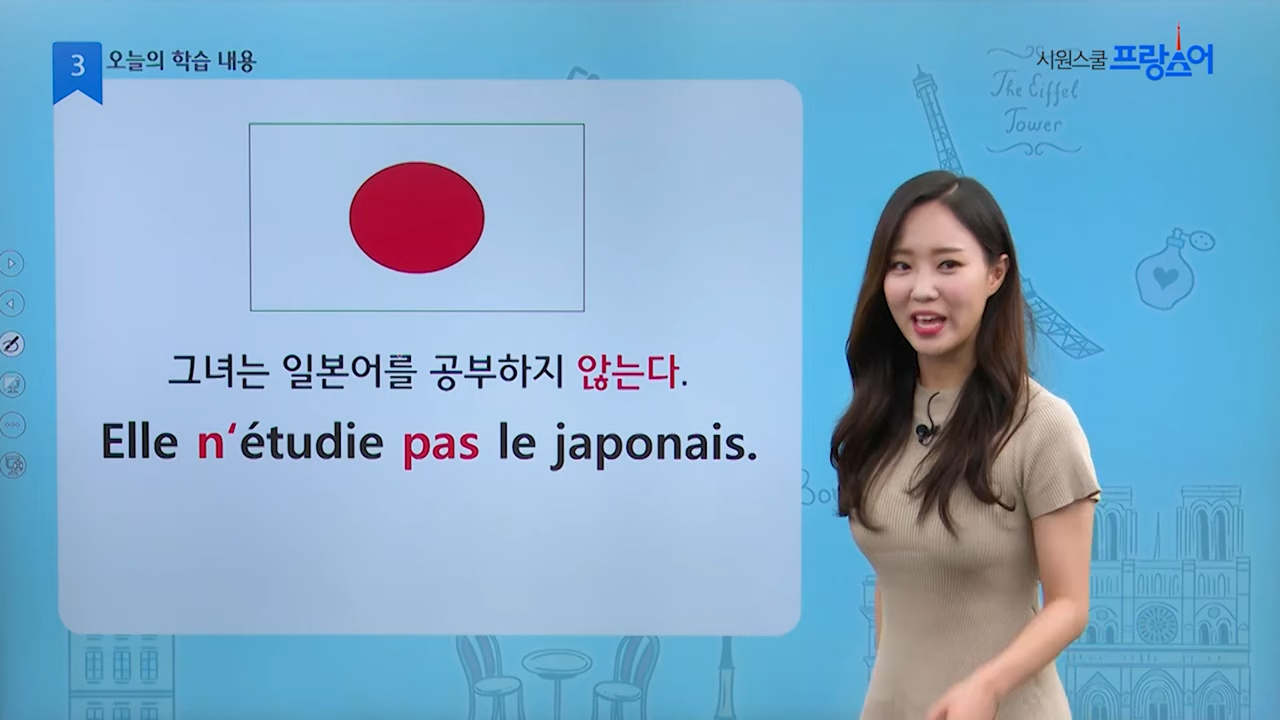 3 오늘의 학습 내용
시원스쿨 프랑스어
The Eiffel
Tower
그녀는 일본어를 공부하지 않는다.
Elle n‘étudie pas le japonais.
Bon